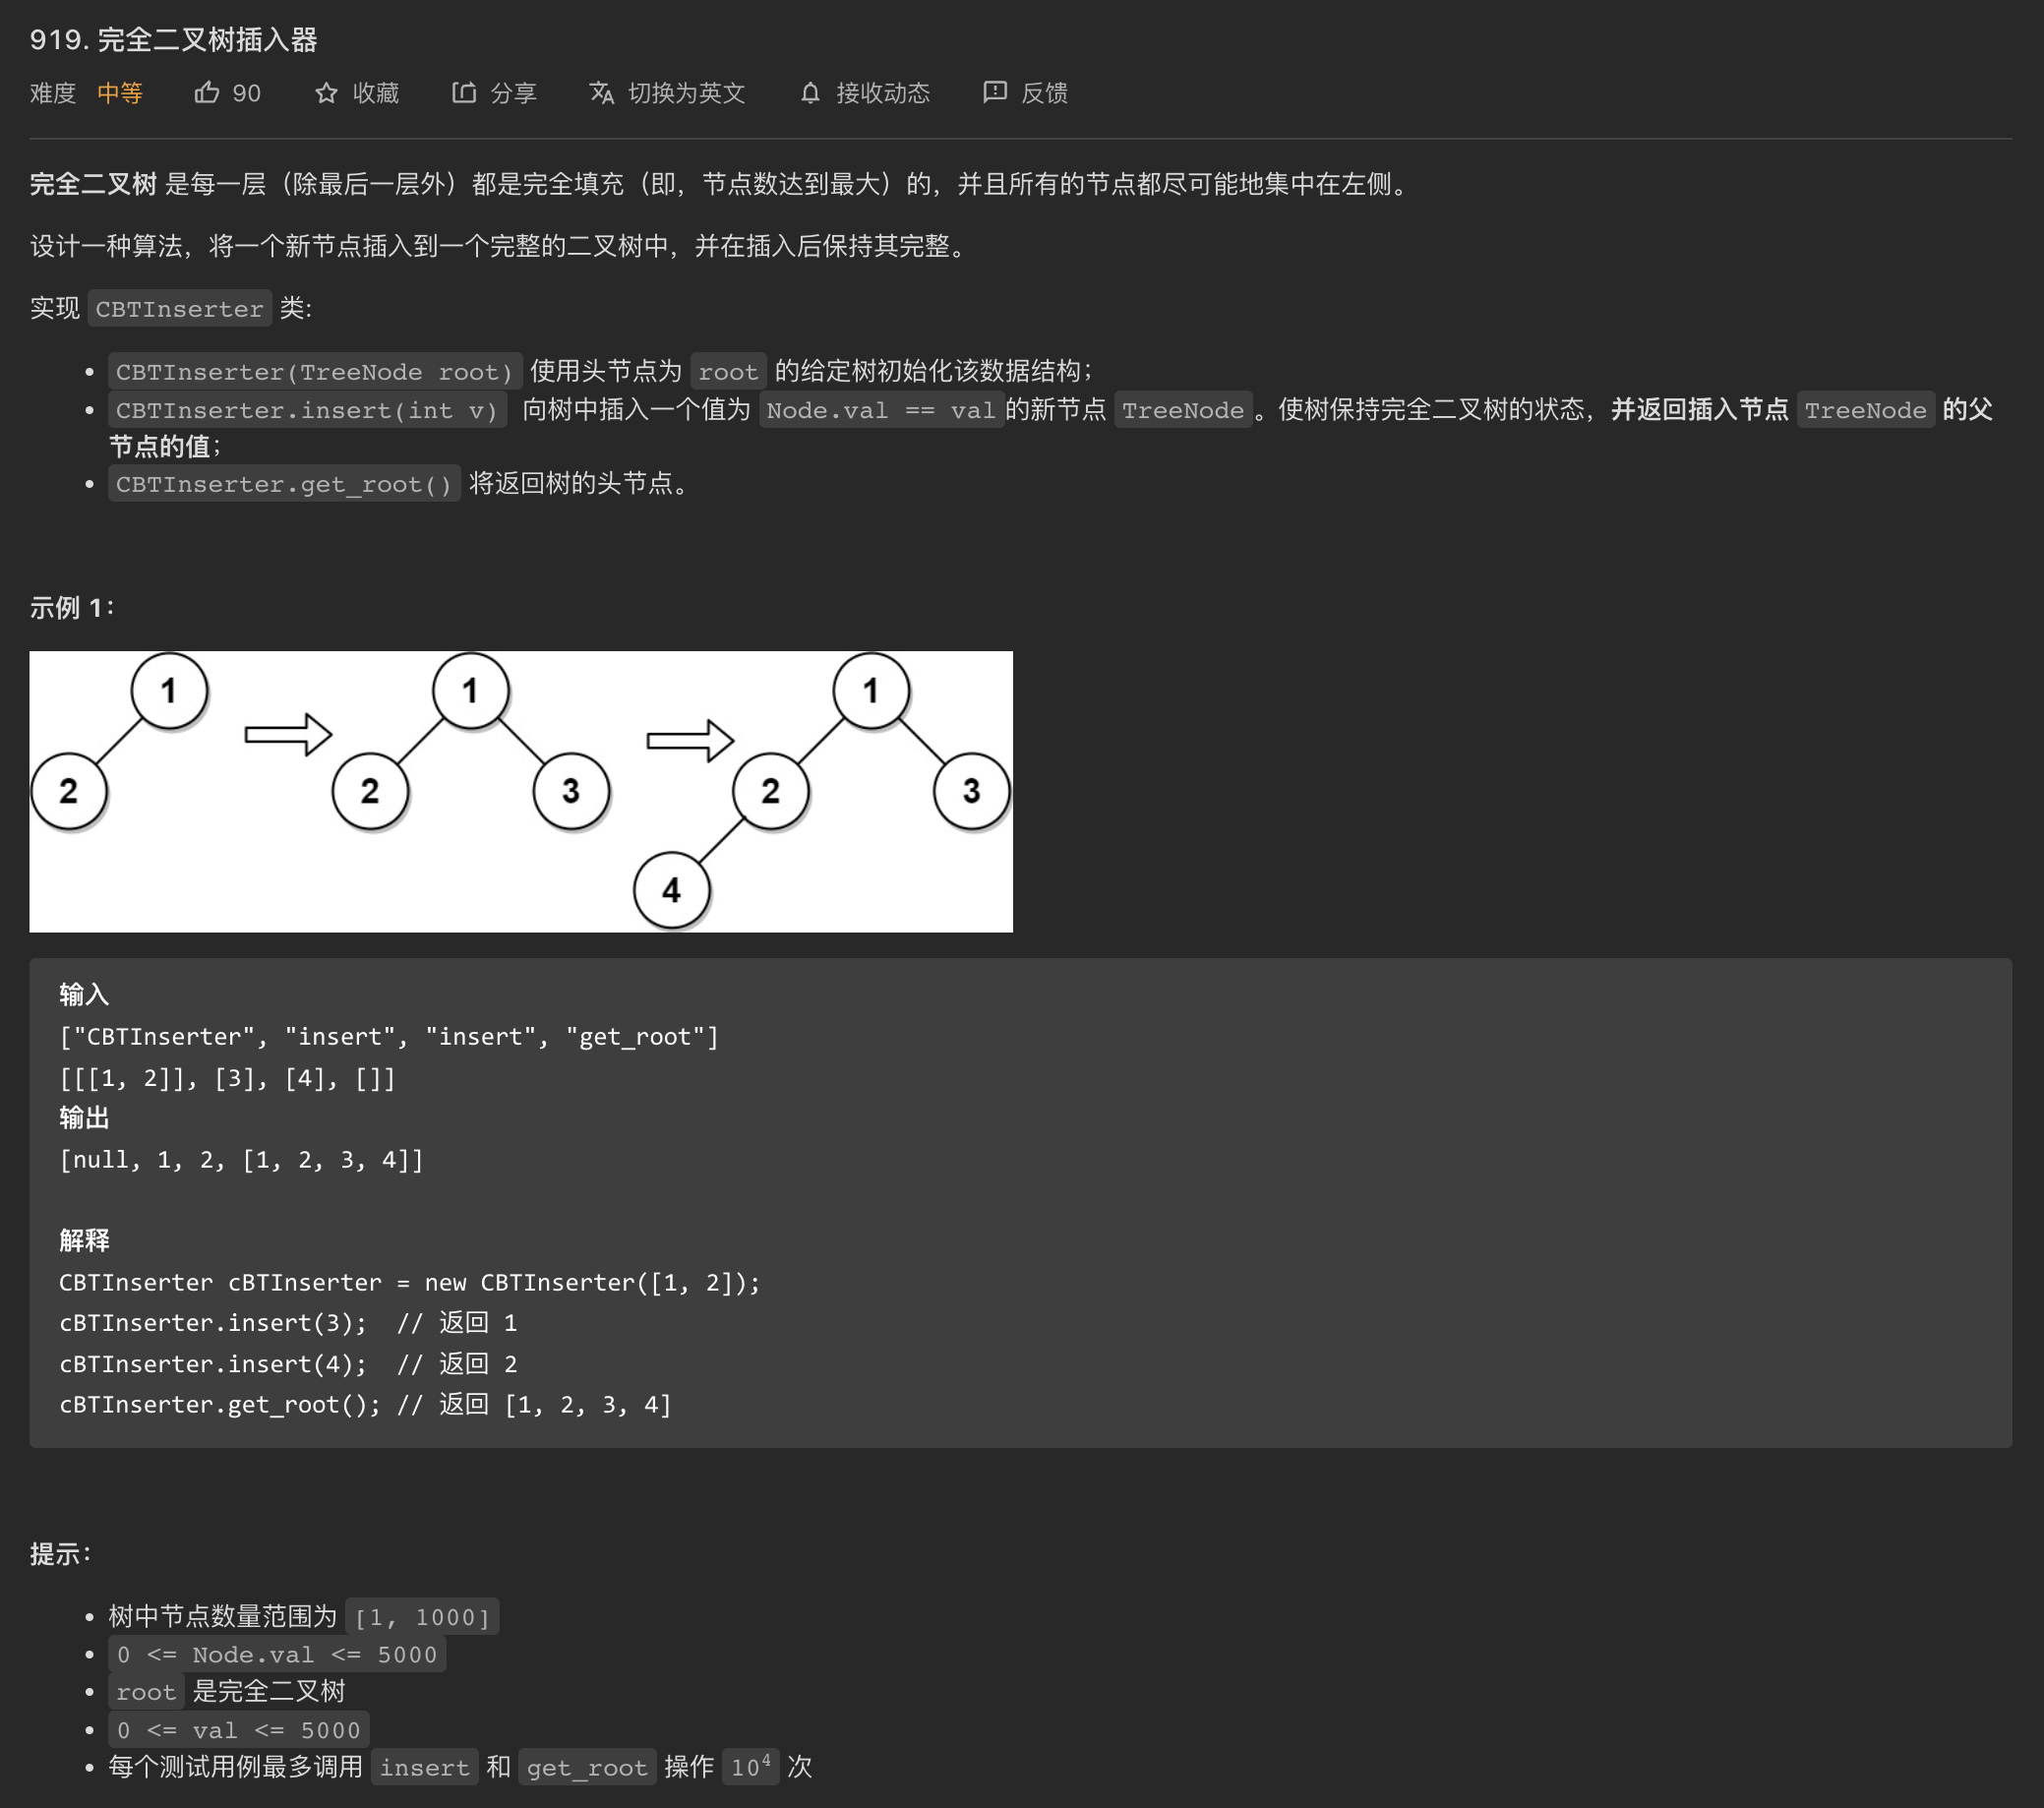 919. 完全二叉树插入器
难度 中等 90 收藏 分享 切换为英文 接收动态 反馈
完全二叉树 是每一层（除最后一层外）都是完全填充（即，节点数达到最大）的，并且所有的节点都尽可能地集中在左侧。
设计一种算法，将一个新节点插入到一个完整的二叉树中，并在插入后保持其完整。
实现 CBTInserter 类:
• CBTInserter(TreeNode root) 使用头节点为 root 的给定树初始化该数据结构；
• CBTInserter.insert(int v) 向树中插入一个值为 Node.val == val的新节点 TreeNode。使树保持完全二叉树的状态，并返回插入节点 TreeNode 的父
节点的值；
• CBTInserter.get_root() 将返回树的头节点。
示例 1：
1 1 1
2 2 3 2 3
4
输入
["CBTInserter", "insert", "insert", "get_root"]
[[[1, 2]], [3], [4], []]
输出
[null, 1, 2, [1, 2, 3, 4]]
解释
CBTInserter cBTInserter = new CBTInserter([1, 2]);
cBTInserter.insert(3);  // 返回 1
cBTInserter.insert(4);  // 返回 2
cBTInserter.get_root(); // 返回 [1, 2, 3, 4]
提示：
• 树中节点数量范围为 [1, 1000]
• 0 <= Node.val <= 5000
• root 是完全二叉树
• 0 <= val <= 5000
• 每个测试用例最多调用 insert 和 get_root 操作 10⁴ 次